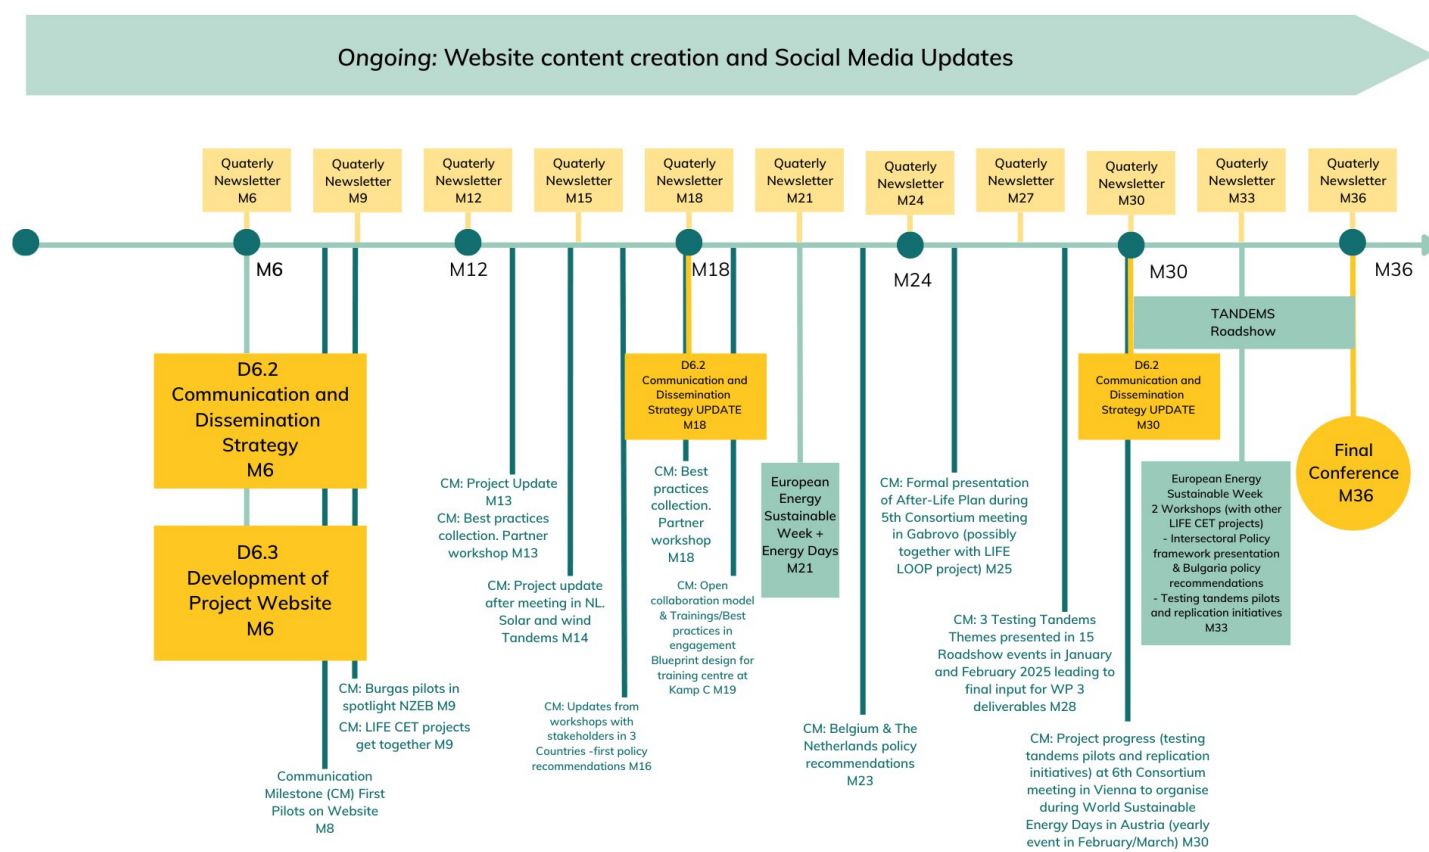 Ongoing: Website content creation and Social Media Updates
Quaterly
Newsletter
M6
Quaterly
Newsletter
M9
Quaterly
Newsletter
M12
Quaterly
Newsletter
M15
Quaterly
Newsletter
M18
Quaterly
Newsletter
M21
Quaterly
Newsletter
M24
Quaterly
Newsletter
M27
Quaterly
Newsletter
M30
Quaterly
Newsletter
M33
Quaterly
Newsletter
M36
M6
M12
M18
M24
M30
M36
D6.2
Communication and
Dissemination
Strategy
M6
D6.3
Development of
Project Website
M6
Communication
Milestone (CM) First
Pilots on Website
M8
CM: Burgas pilots in
spotlight NZEB M9
CM: LIFE CET projects
get together M9
CM: Project Update
M13
CM: Best practices
collection. Partner
workshop M13
CM: Project update
after meeting in NL.
Solar and wind
Tandems M14
CM: Updates from
workshops with
stakeholders in 3
Countries -first policy
recommendations M16
D6.2
Communication and
Dissemination
Strategy UPDATE
M18
CM: Best
practices
collection.
Partner
workshop
M18
CM: Open
collaboration model
& Trainings/Best
practices in
engagement
Blueprint design for
training centre at
Kamp C M19
European
Energy
Sustainable
Week +
Energy Days
M21
CM: Belgium & The
Netherlands policy
recommendations
M23
CM: Formal presentation
of After-Life Plan during
5th Consortium meeting
in Gabrovo (possibly
together with LIFE
LOOP project) M25
CM: 3 Testing Tandems
Themes presented in 15
Roadshow events in January
and February 2025 leading to
final input for WP 3
deliverables M28
D6.2
Communication and
Dissemination
Strategy UPDATE
M30
CM: Project progress (testing
tandems pilots and replication
initiatives) at 6th Consortium
meeting in Vienna to organise
during World Sustainable
Energy Days in Austria (yearly
event in February/March) M30
TANDEMS
Roadshow
European Energy
Sustainable Week
2 Workshops (with other
LIFE CET projects)
- Intersectoral Policy
framework presentation
& Bulgaria policy
recommendations
- Testing tandems pilots
and replication initiatives
M33
Final
Conference
M36